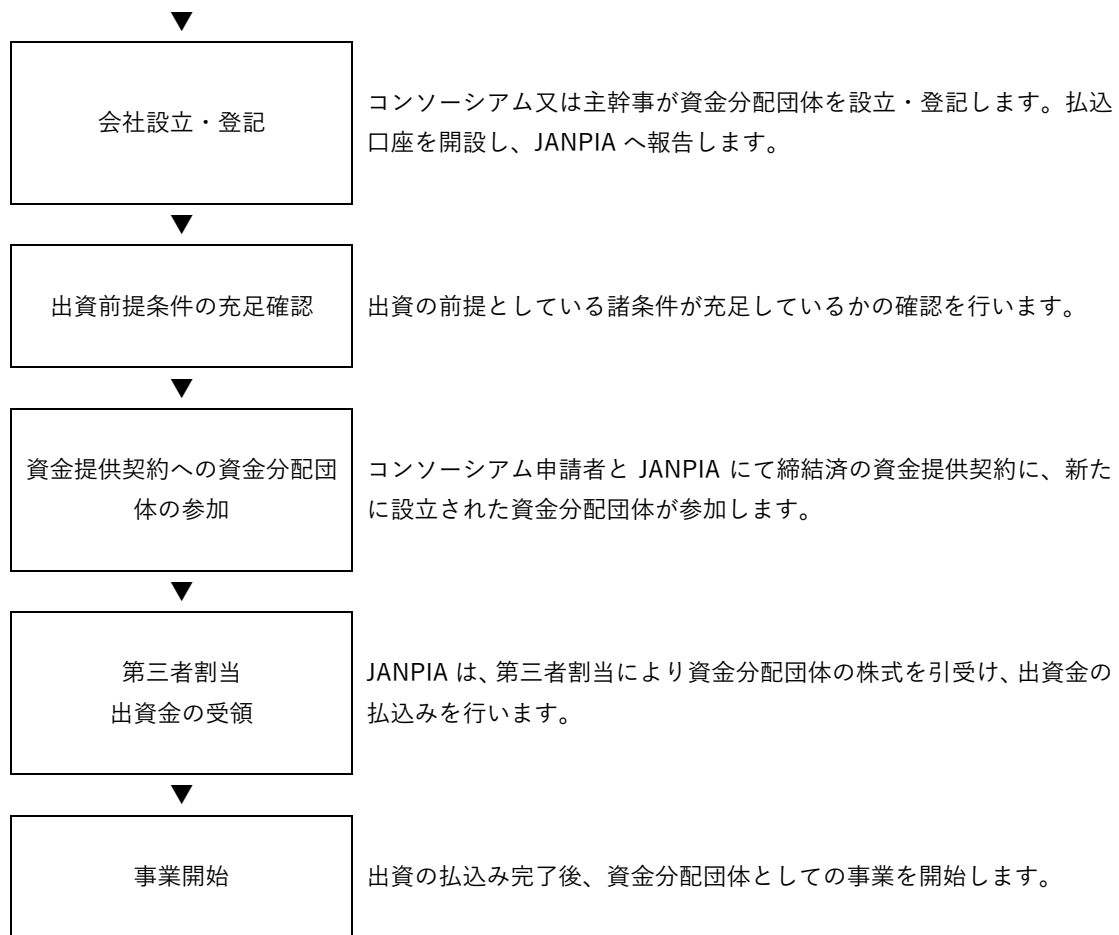 ▼
会社設立・登記
コンソーシアム又は主幹事が資金分配団体を設立・登記します。払込
口座を開設し、JANPIA へ報告します。
▼
出資前提条件の充足確認
出資の前提としている諸条件が充足しているかの確認を行います。
▼
資金提供契約への資金分配団
体の参加
コンソーシアム申請者と JANPIA にて締結済の資金提供契約に、新た
に設立された資金分配団体が参加します。
▼
第三者割当
出資金の受領
JANPIA は、第三者割当により資金分配団体の株式を引受け、出資金の
払込みを行います。
▼
事業開始
出資の払込み完了後、資金分配団体としての事業を開始します。